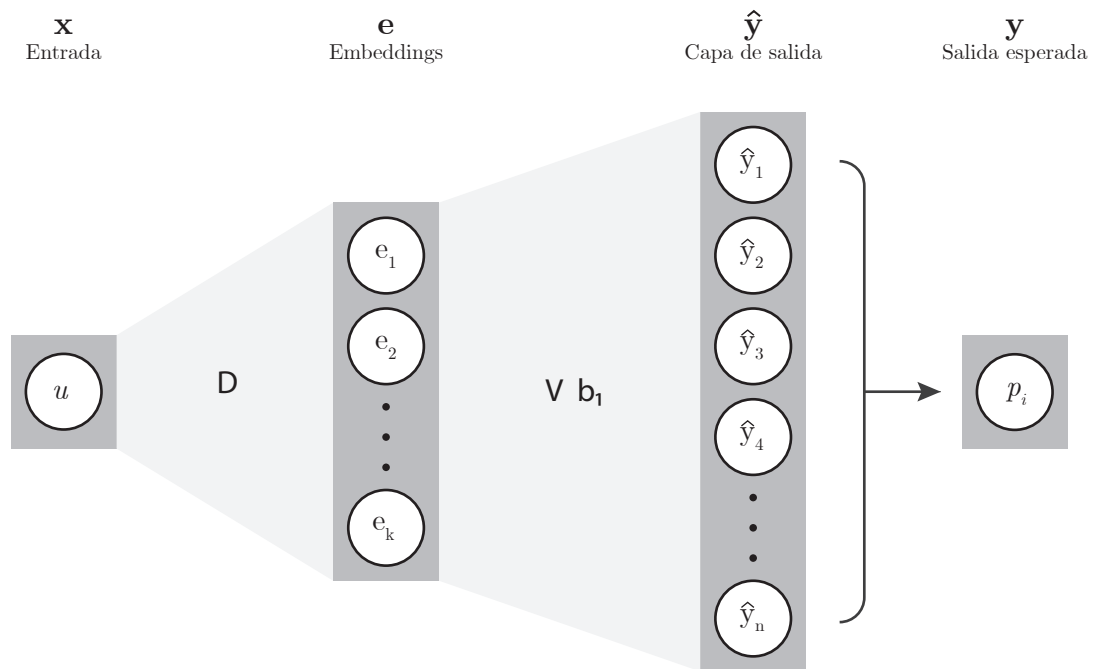 x e ŷ y
Entrada Embeddings Capa de salida Salida esperada
u
D
e₁
e₂
eₖ
V b₁
ŷ₁
ŷ₂
ŷ₃
ŷ₄
ŷₙ
pᵢ